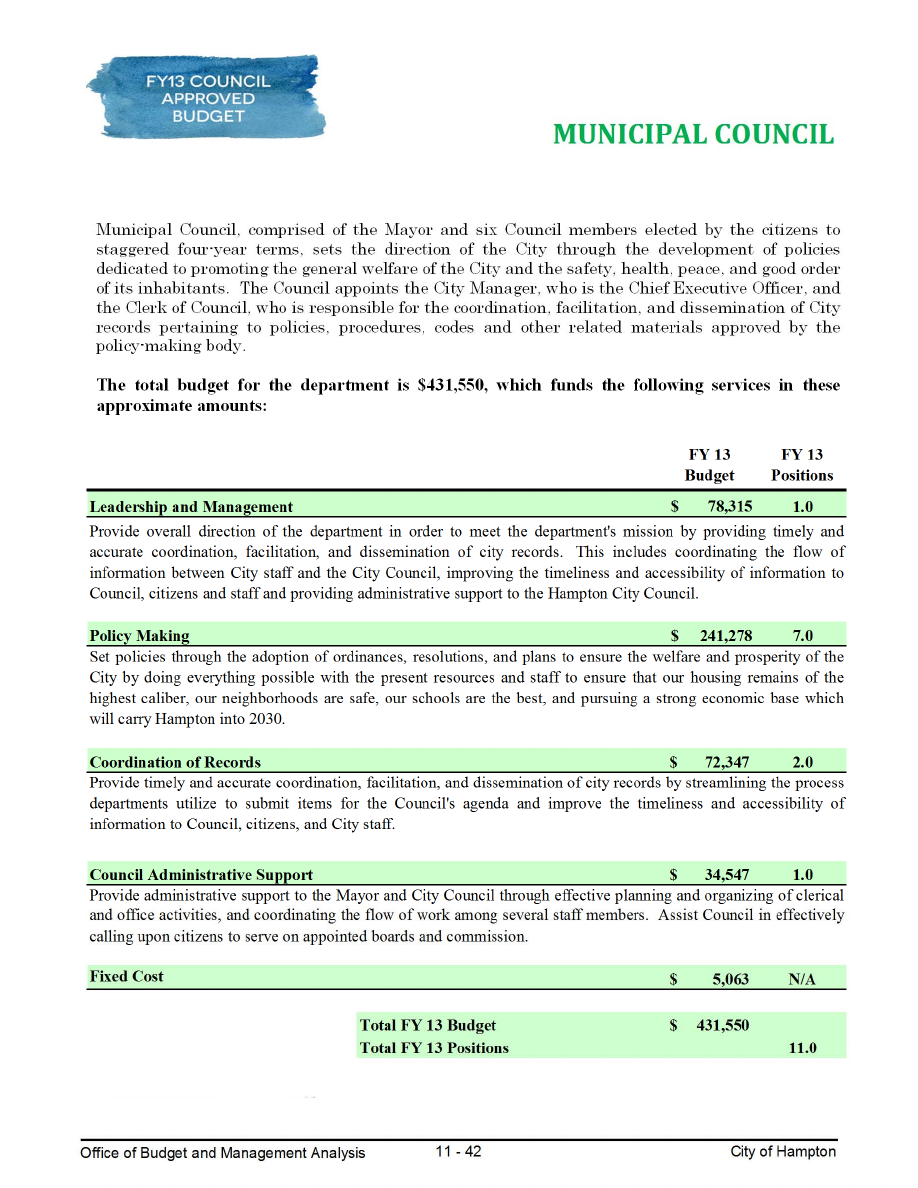 FY13 COUNCIL
APPROVED
BUDGET
MUNICIPAL COUNCIL
Municipal Council, comprised of the Mayor and six Council members elected by the citizens to
staggered four-year terms, sets the direction of the City through the development of policies
dedicated to promoting the general welfare of the City and the safety, health, peace, and good order
of its inhabitants. The Council appoints the City Manager, who is the Chief Executive Officer, and
the Clerk of Council, who is responsible for the coordination, facilitation, and dissemination of City
records pertaining to policies, procedures, codes and other related materials approved by the
policy-making body.
The total budget for the department is $431,550, which funds the following services in these
approximate amounts:
FY 13 FY 13
Budget Positions
Leadership and Management $ 78,315 1.0
Provide overall direction of the department in order to meet the department's mission by providing timely and
accurate coordination, facilitation, and dissemination of city records. This includes coordinating the flow of
information between City staff and the City Council, improving the timeliness and accessibility of information to
Council, citizens and staff and providing administrative support to the Hampton City Council.
Policy Making $ 241,278 7.0
Set policies through the adoption of ordinances, resolutions, and plans to ensure the welfare and prosperity of the
City by doing everything possible with the present resources and staff to ensure that our housing remains of the
highest caliber, our neighborhoods are safe, our schools are the best, and pursuing a strong economic base which
will carry Hampton into 2030.
Coordination of Records $ 72,347 2.0
Provide timely and accurate coordination, facilitation, and dissemination of city records by streamlining the process
departments utilize to submit items for the Council's agenda and improve the timeliness and accessibility of
information to Council, citizens, and City staff.
Council Administrative Support $ 34,547 1.0
Provide administrative support to the Mayor and City Council through effective planning and organizing of clerical
and office activities, and coordinating the flow of work among several staff members. Assist Council in effectively
calling upon citizens to serve on appointed boards and commission.
Fixed Cost $ 5,063 N/A
Total FY 13 Budget $ 431,550
Total FY 13 Positions 11.0
Office of Budget and Management Analysis 11 - 42 City of Hampton